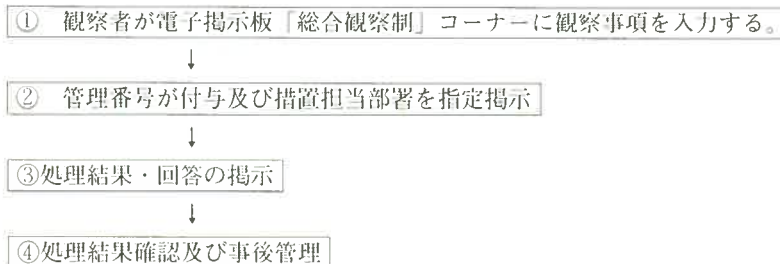 ① 観察者が電子掲示板「総合観察制」コーナーに観察事項を入力する。
↓
② 管理番号が付与及び措置担当部署を指定掲示
↓
③処理結果・回答の掲示
↓
④処理結果確認及び事後管理